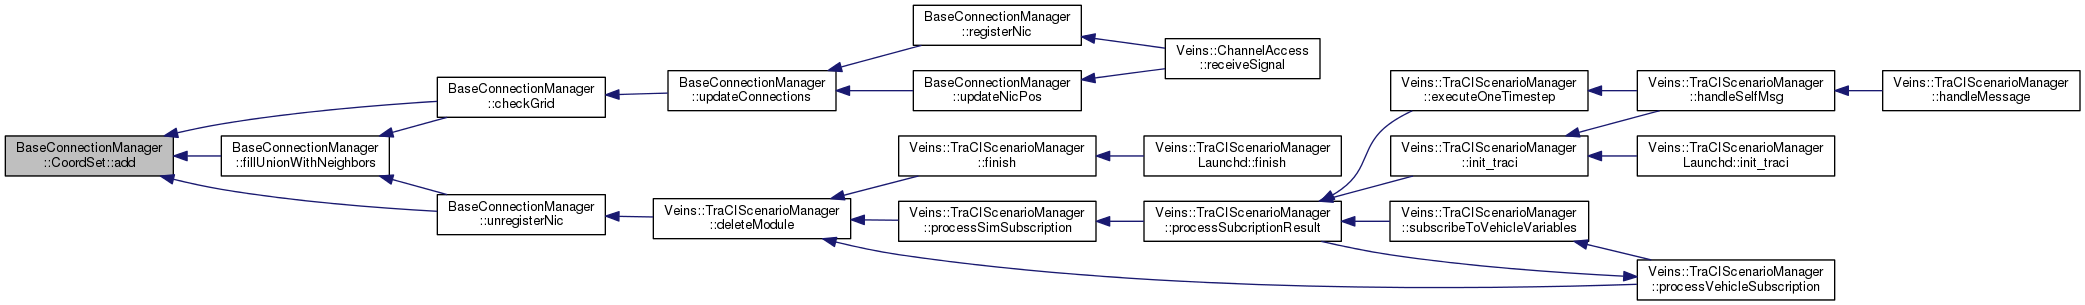 BaseConnectionManager
::CoordSet::add
BaseConnectionManager
::checkGrid
BaseConnectionManager
::fillUnionWithNeighbors
BaseConnectionManager
::unregisterNic
BaseConnectionManager
::updateConnections
BaseConnectionManager
::registerNic
BaseConnectionManager
::updateNicPos
Veins::ChannelAccess
::receiveSignal
Veins::TraCIScenarioManager
::deleteModule
Veins::TraCIScenarioManager
::finish
Veins::TraCIScenarioManager
Launchd::finish
Veins::TraCIScenarioManager
::processSimSubscription
Veins::TraCIScenarioManager
::processSubcriptionResult
Veins::TraCIScenarioManager
::executeOneTimestep
Veins::TraCIScenarioManager
::handleSelfMsg
Veins::TraCIScenarioManager
::handleMessage
Veins::TraCIScenarioManager
::init_traci
Veins::TraCIScenarioManager
Launchd::init_traci
Veins::TraCIScenarioManager
::subscribeToVehicleVariables
Veins::TraCIScenarioManager
::processVehicleSubscription